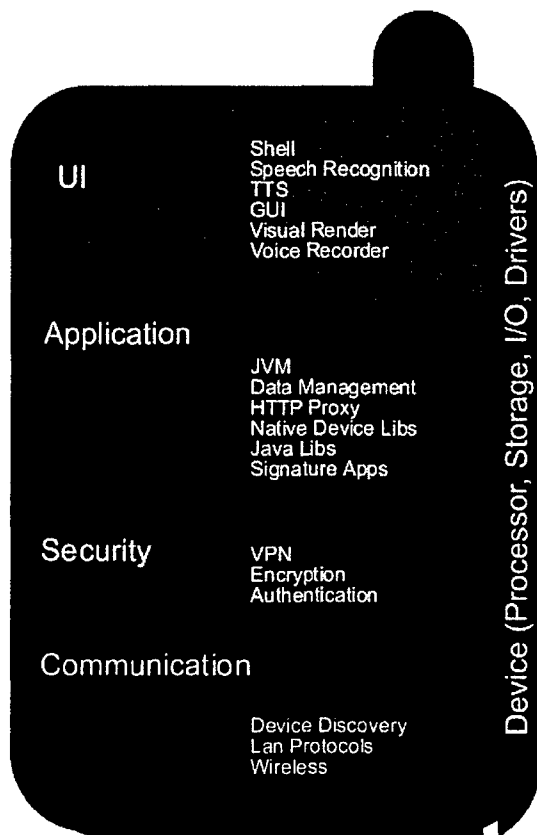 UI
Shell
Speech Recognition
TTS
GUI
Visual Render
Voice Recorder
Application
JVM
Data Management
HTTP Proxy
Native Device Libs
Java Libs
Signature Apps
Security
VPN
Encryption
Authentication
Communication
Device Discovery
Lan Protocols
Wireless
Device (Processor, Storage, I/O, Drivers)